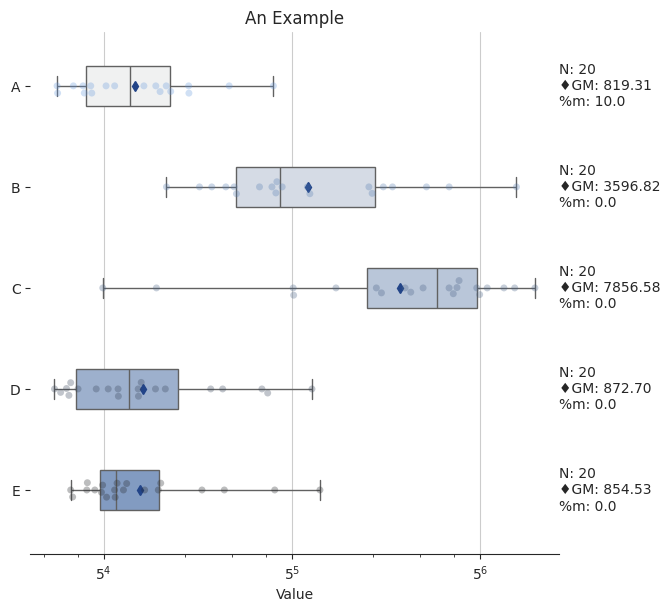 An Example
A
N: 20
♦GM: 819.31
%m: 10.0
B
N: 20
♦GM: 3596.82
%m: 0.0
C
N: 20
♦GM: 7856.58
%m: 0.0
D
N: 20
♦GM: 872.70
%m: 0.0
E
N: 20
♦GM: 854.53
%m: 0.0
5⁴ 5⁵ 5⁶
Value